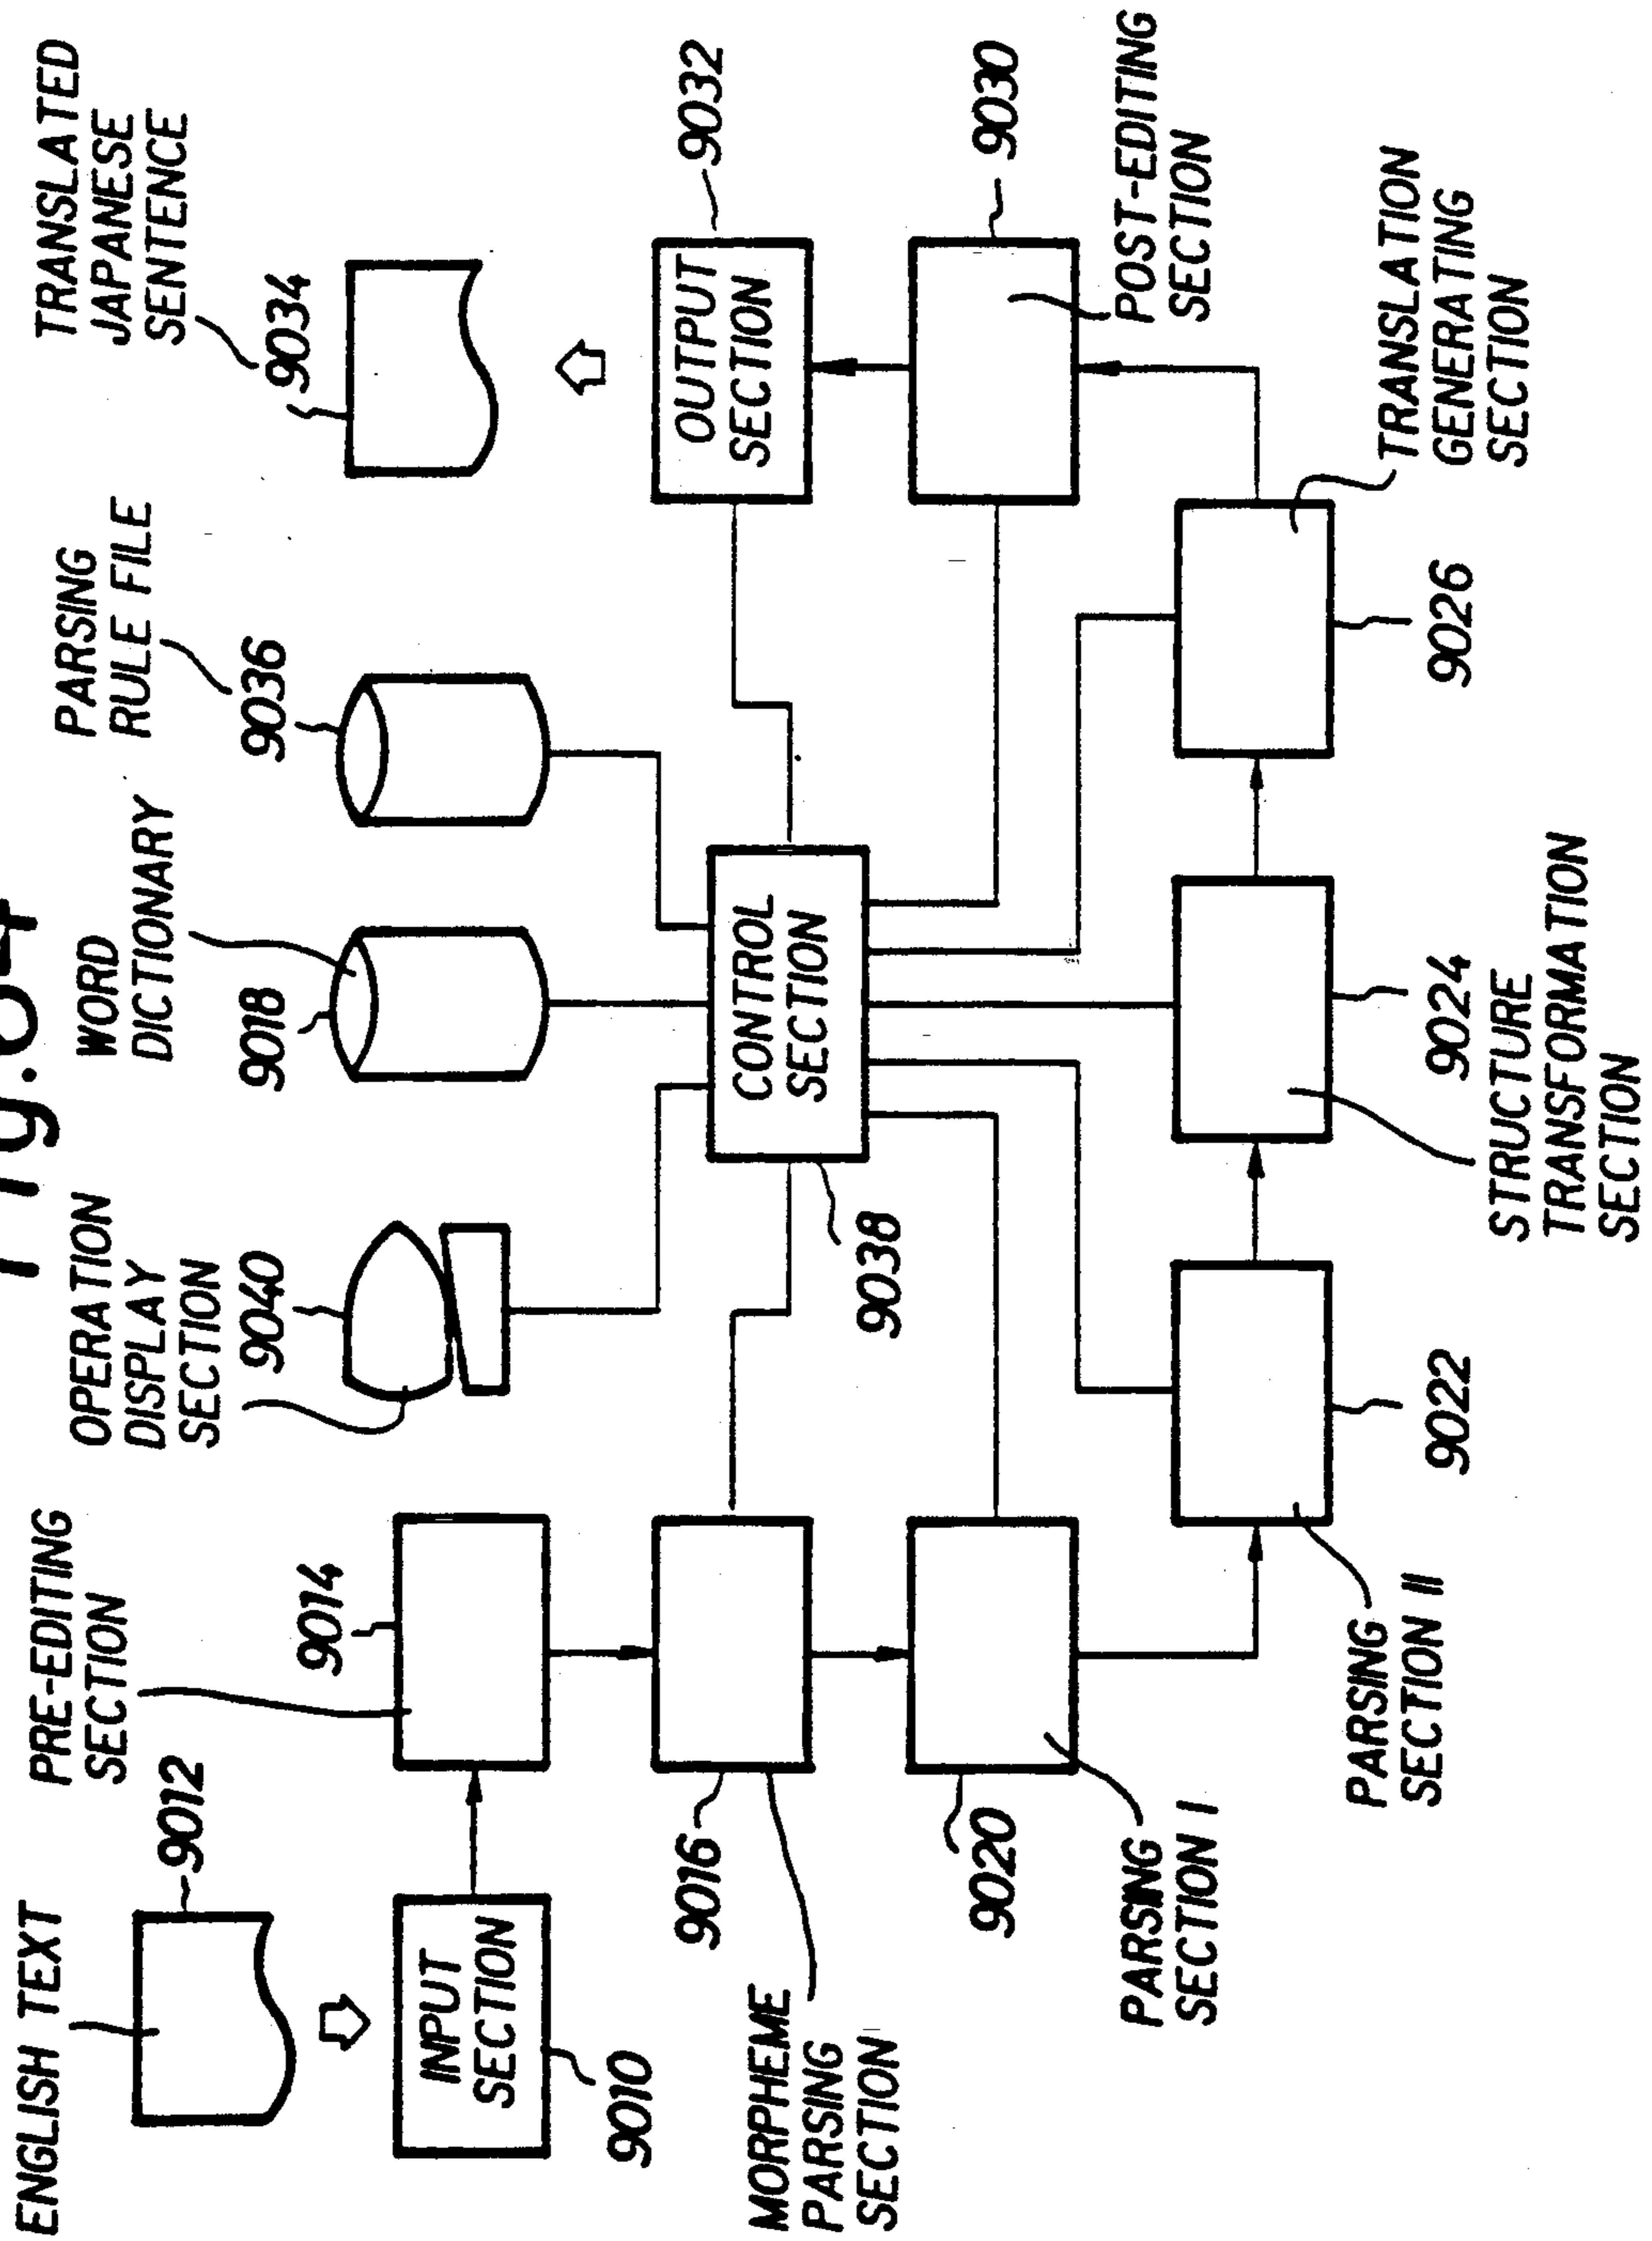 ENGLISH TEXT
9012
PRE-EDITING
SECTION
9014
OPERATION
DISPLAY
SECTION
9040
WORD
DICTIONARY
9018
PARSING
RULE FILE
9036
TRANSLATED
JAPANESE
SENTENCE
9034
INPUT
SECTION
9010
9016
MORPHEME
PARSING
SECTION
CONTROL
SECTION
9038
OUTPUT
SECTION
9032
9020
PARSING
SECTION I
9030
POST-EDITING
SECTION
PARSING
SECTION II
9022
9024
STRUCTURE
TRANSFORMATION
SECTION
9026
TRANSLATION
GENERATING
SECTION